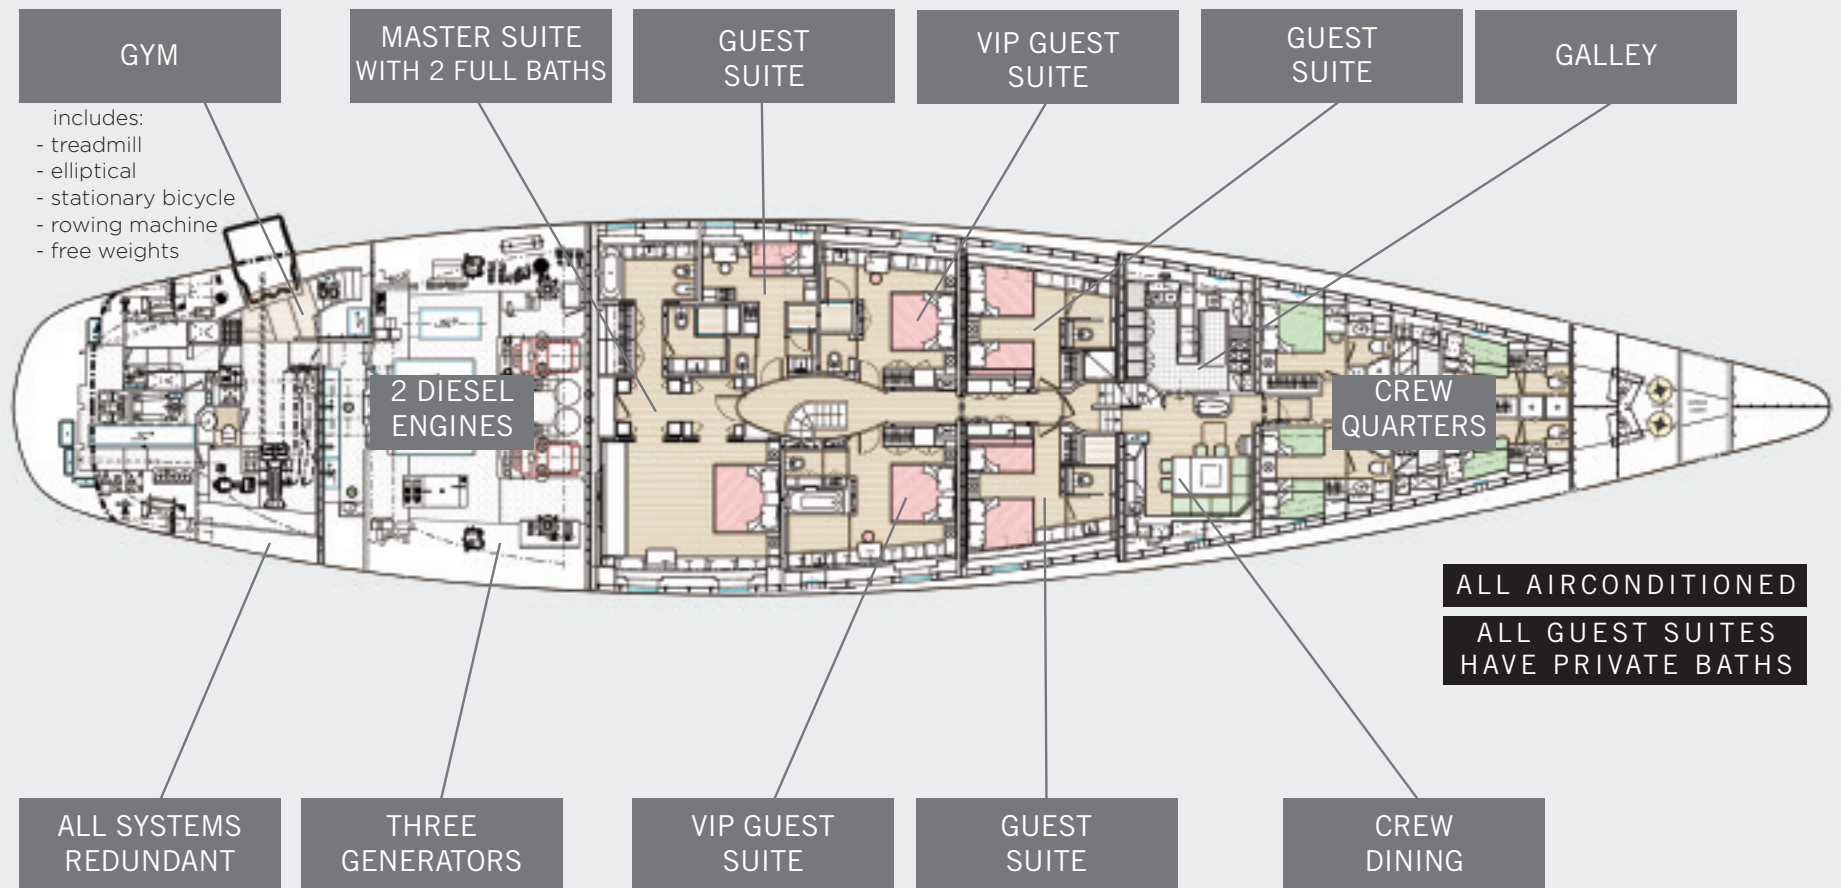 GYM
MASTER SUITE
WITH 2 FULL BATHS
GUEST
SUITE
VIP GUEST
SUITE
GUEST
SUITE
GALLEY
includes:
- treadmill
- elliptical
- stationary bicycle
- rowing machine
- free weights
2 DIESEL
ENGINES
CREW
QUARTERS
ALL AIRCONDITIONED
ALL GUEST SUITES
HAVE PRIVATE BATHS
ALL SYSTEMS
REDUNDANT
THREE
GENERATORS
VIP GUEST
SUITE
GUEST
SUITE
CREW
DINING